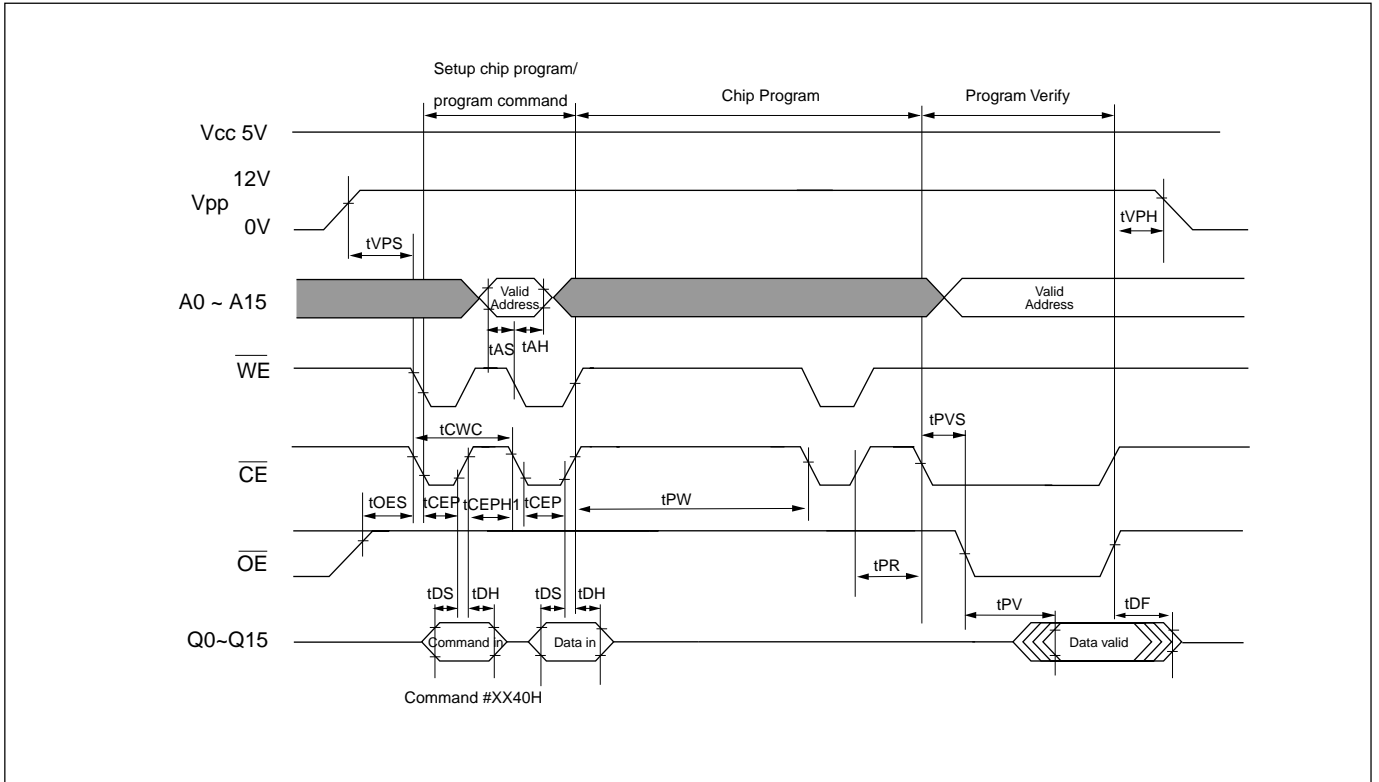 Setup chip program/
program command
Chip Program
Program Verify
Vcc 5V
12V
Vpp
0V
tVPS
tVPH
A0 ~ A15
Valid
Address
Valid
Address
tAS
tAH
WE
tCWC
tPVS
CE
tOES
tCEP
tCEPH1
tCEP
tPW
OE
tPR
tDS
tDH
tDS
tDH
tPV
tDF
Q0~Q15
Command in
Data in
Data valid
Command #XX40H